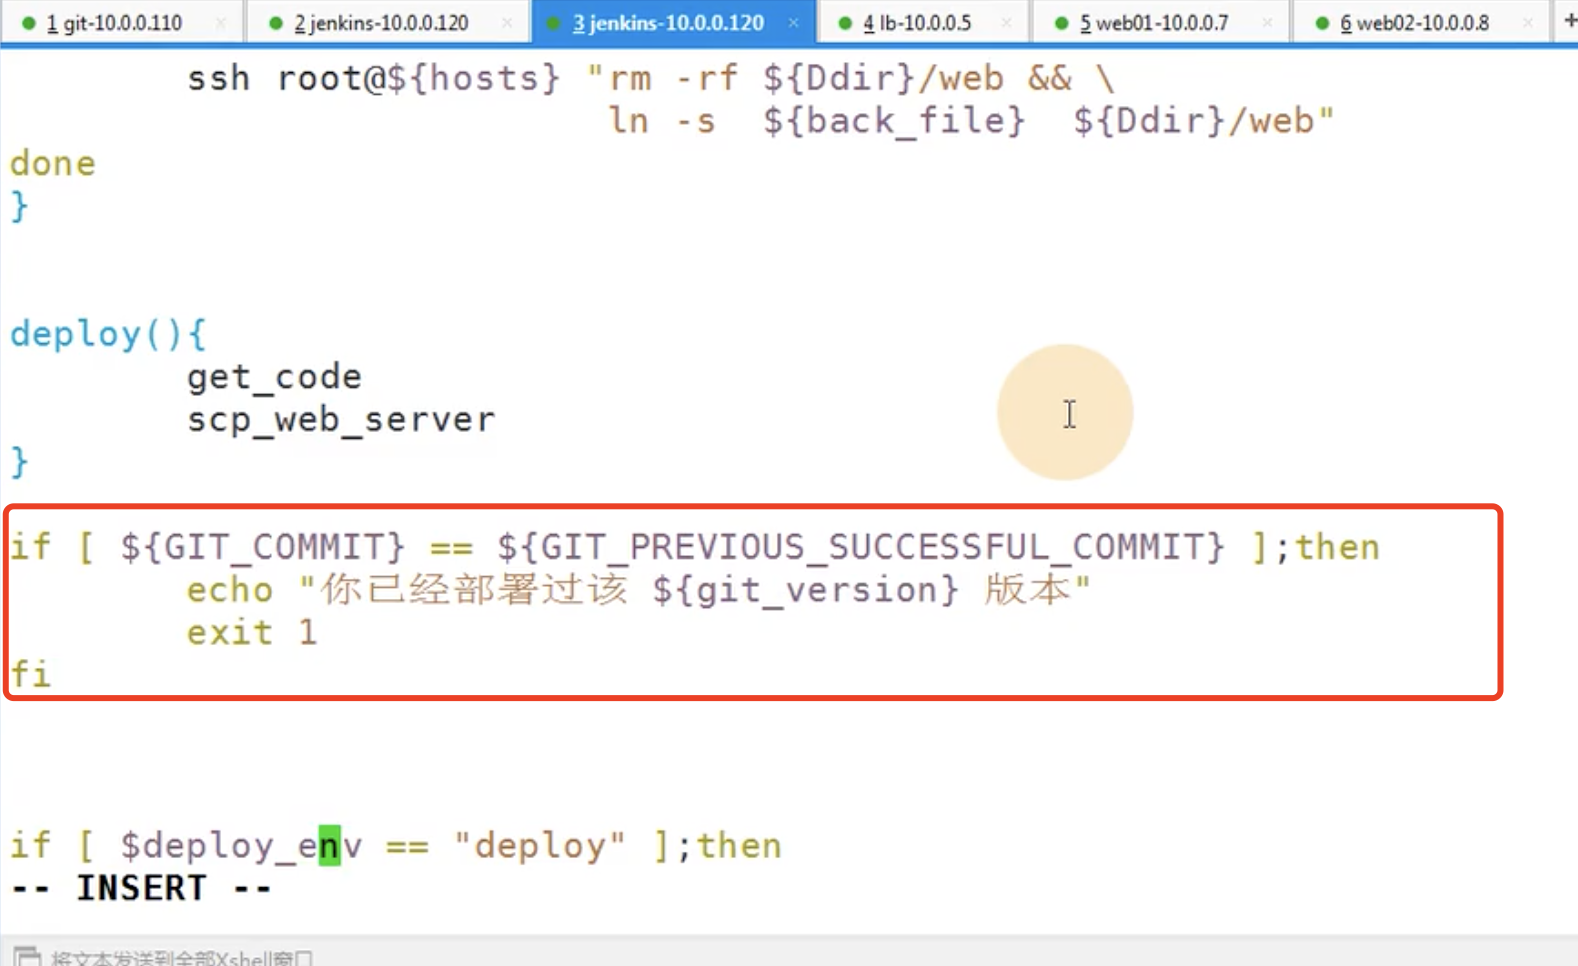 1 git-10.0.0.110 × 2 jenkins-10.0.0.120 × 3 jenkins-10.0.0.120 × 4 lb-10.0.0.5 × 5 web01-10.0.0.7 × 6 web02-10.0.0.8 × +
ssh root@${hosts} "rm -rf ${Ddir}/web && \
ln -s ${back_file} ${Ddir}/web"
done
}
deploy(){
get_code
scp_web_server
}
if [ ${GIT_COMMIT} == ${GIT_PREVIOUS_SUCCESSFUL_COMMIT} ];then
echo "你已经部署过该 ${git_version} 版本"
exit 1
fi
if [ $deploy_env == "deploy" ];then
-- INSERT --
将文本发送到全部Xshell窗口